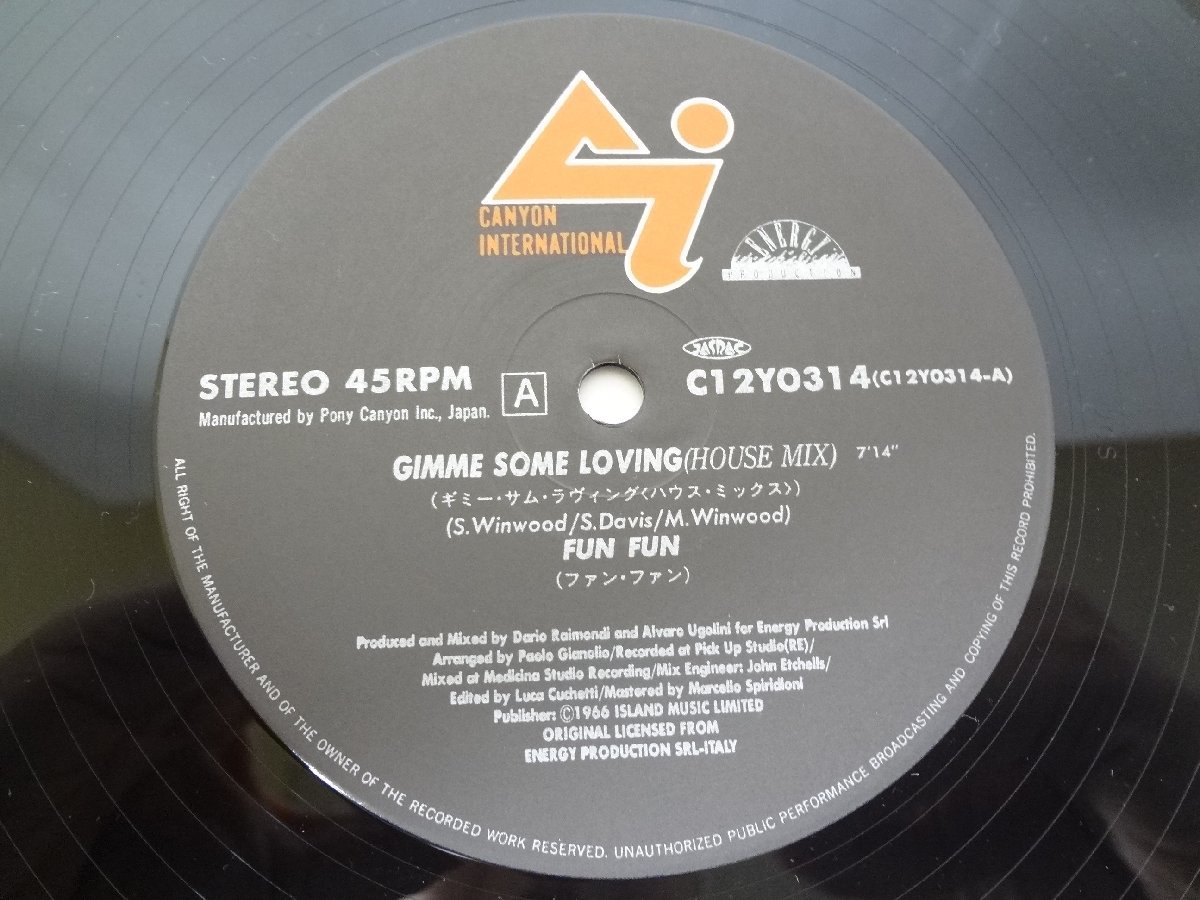 CANYON
INTERNATIONAL
ENERGY
PRODUCTION
JASRAC
STEREO 45RPM
A
C12Y0314(C12Y0314-A)
Manufactured by Pony Canyon Inc., Japan.
GIMME SOME LOVING(HOUSE MIX) 7'14"
(ギミー・サム・ラヴィング〈ハウス・ミックス〉)
(S.Winwood/S.Davis/M.Winwood)
FUN FUN
(ファン・ファン)
Produced and Mixed by Dario Raimondi and Alvaro Ugolini for Energy Production Srl
Arranged by Paolo Gianolio/Recorded at Pick Up Studio(RE)/
Mixed at Medicina Studio Recording/Mix Engineer: John Etchells/
Edited by Luca Cuchetti/Mastered by Marcello Spiridioni
Publisher: ©1966 ISLAND MUSIC LIMITED
ORIGINAL LICENSED FROM
ENERGY PRODUCTION SRL-ITALY
ALL RIGHT OF THE MANUFACTURER AND OF THE OWNER OF THE RECORDED WORK RESERVED. UNAUTHORIZED PUBLIC PERFORMANCE BROADCASTING AND COPYING OF THIS RECORD PROHIBITED.